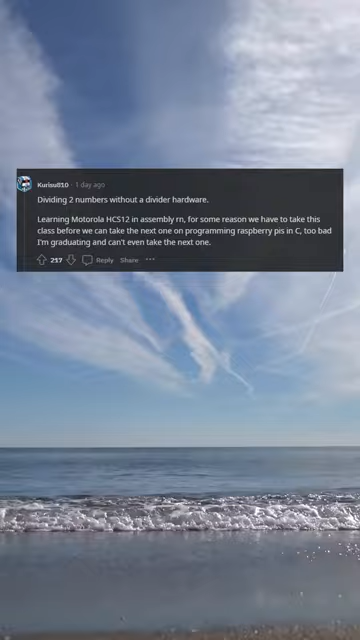 Kurisu810 · 1 day ago
Dividing 2 numbers without a divider hardware.
Learning Motorola HCS12 in assembly rn, for some reason we have to take this
class before we can take the next one on programming raspberry pis in C, too bad
I'm graduating and can't even take the next one.
217 Reply Share ···